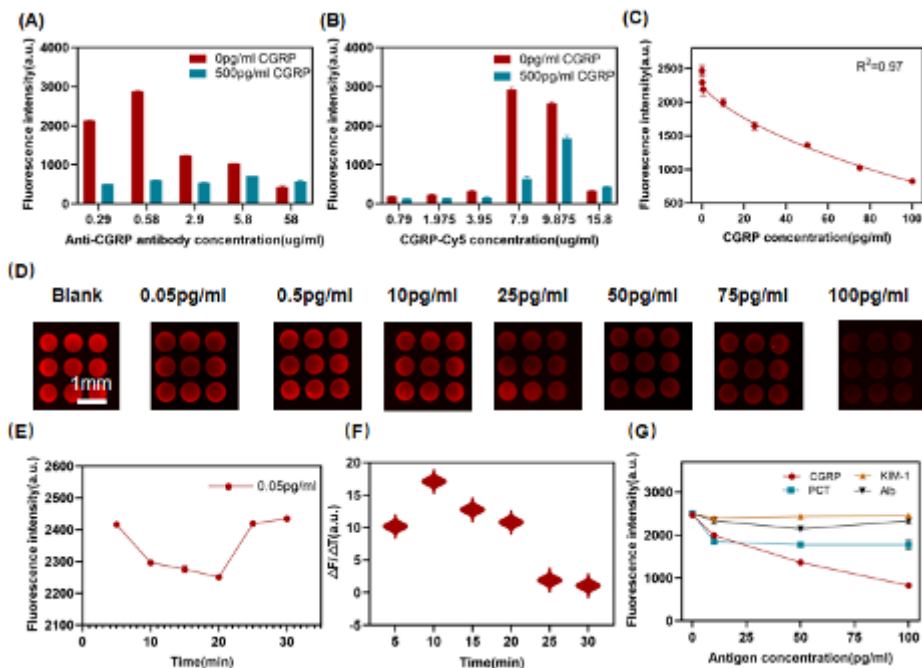 (A)
Fluorescence intensity(a.u.)
4000
3000
2000
1000
0
0pg/ml CGRP
500pg/ml CGRP
0.29
0.58
2.9
5.8
58
Anti-CGRP antibody concentration(ug/ml)
(B)
Fluorescence intensity(a.u.)
4000
3000
2000
1000
0
0pg/ml CGRP
500pg/ml CGRP
0.79
1.975
3.95
7.9
9.875
15.8
CGRP-Cy5 concentration(ug/ml)
(C)
Fluorescence intensity(a.u.)
2500
2000
1500
1000
500
R²=0.97
0 20 40 60 80 100
CGRP concentration(pg/ml)
(D)
Blank 0.05pg/ml 0.5pg/ml 10pg/ml 25pg/ml 50pg/ml 75pg/ml 100pg/ml
1mm
(E)
Fluorescence intensity(a.u.)
2600
2500
2400
2300
2200
2100
0.05pg/ml
0 10 20 30
Time(min)
(F)
ΔF/ΔT(a.u.)
20
15
10
5
0
5 10 15 20 25 30
Time(min)
(G)
Fluorescence intensity(a.u.)
3000
2000
1000
0
CGRP KIM-1
PCT Alb
0 50 100
Antigen concentration(pg/ml)